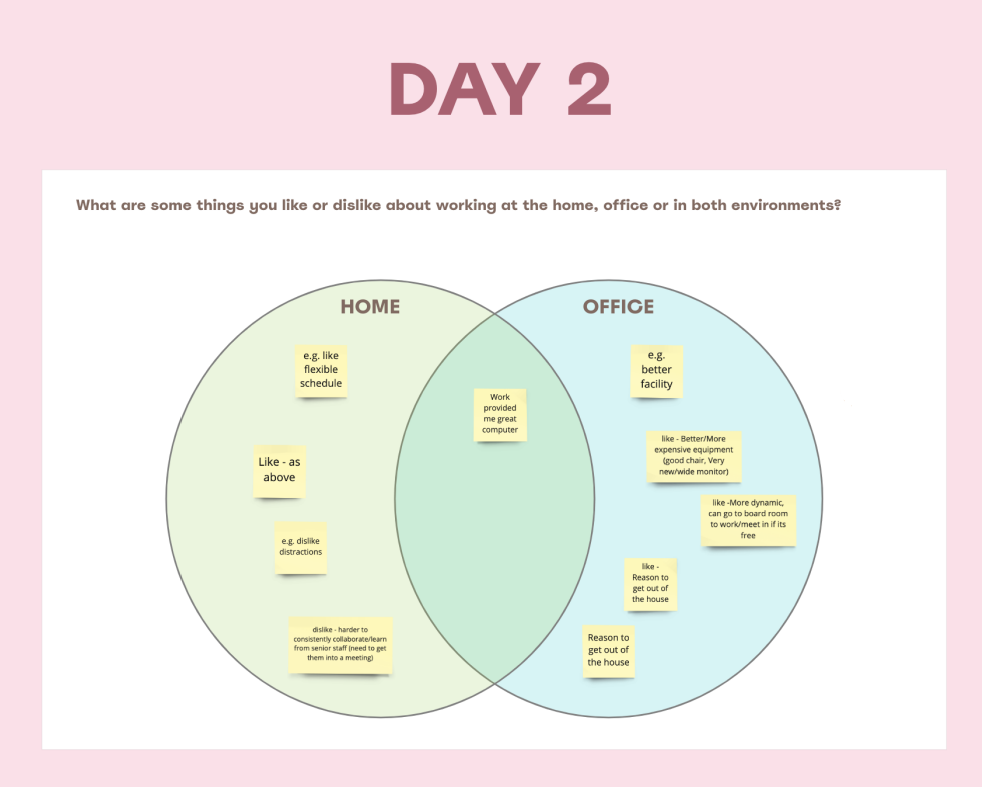 DAY 2
What are some things you like or dislike about working at the home, office or in both environments?
HOME
OFFICE
e.g. like
flexible
schedule
Like - as
above
e.g. dislike
distractions
dislike - harder to
consistently collaborate/learn
from senior staff (need to get
them into a meeting)
Work
provided
me great
computer
e.g.
better
facility
like - Better/More
expensive equipment
(good chair, Very
new/wide monitor)
like -More dynamic,
can go to board room
to work/meet in if its
free
like -
Reason to
get out of
the house
Reason to
get out of
the house